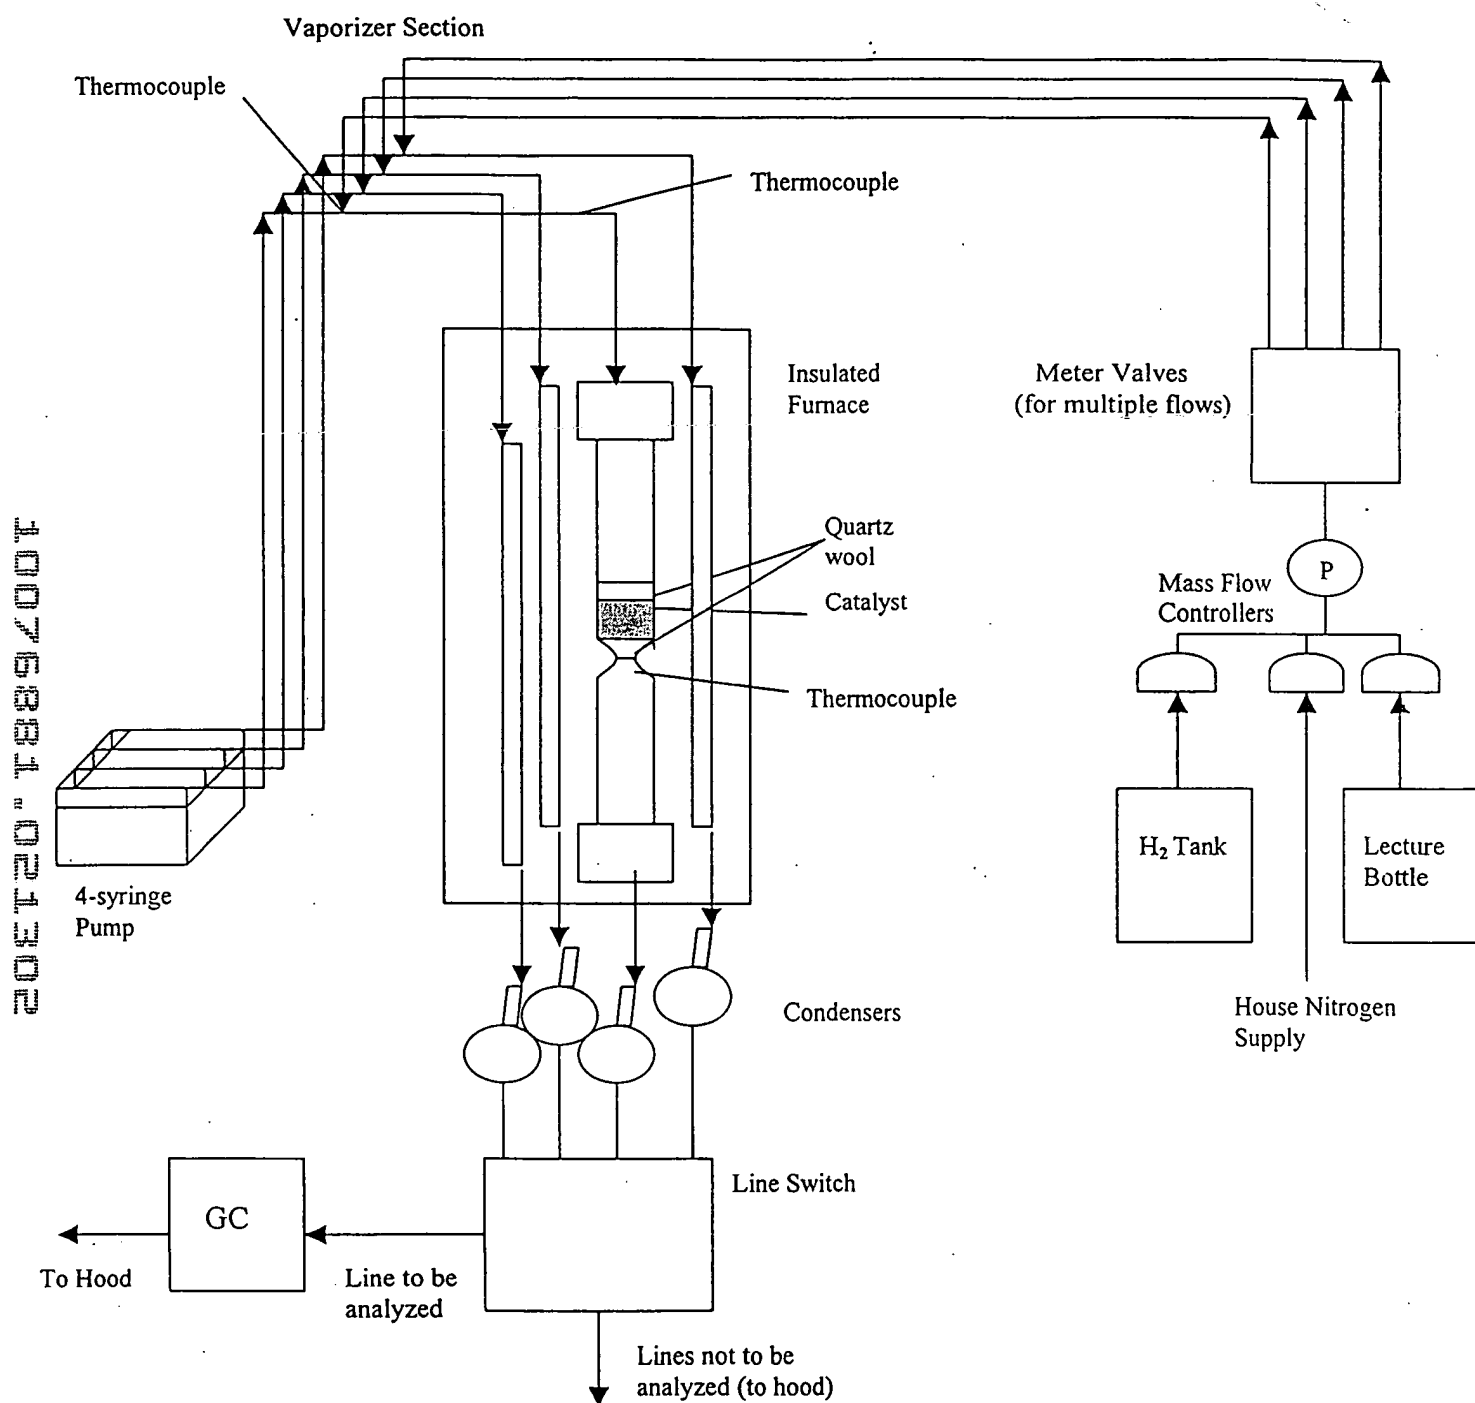 Vaporizer Section
Thermocouple
Thermocouple
Insulated
Furnace
Meter Valves
(for multiple flows)
Quartz
wool
P
Mass Flow
Controllers
Catalyst
Thermocouple
H₂ Tank
Lecture
Bottle
4-syringe
Pump
House Nitrogen
Supply
Condensers
Line Switch
GC
To Hood
Line to be
analyzed
Lines not to be
analyzed (to hood)
10076881.021302